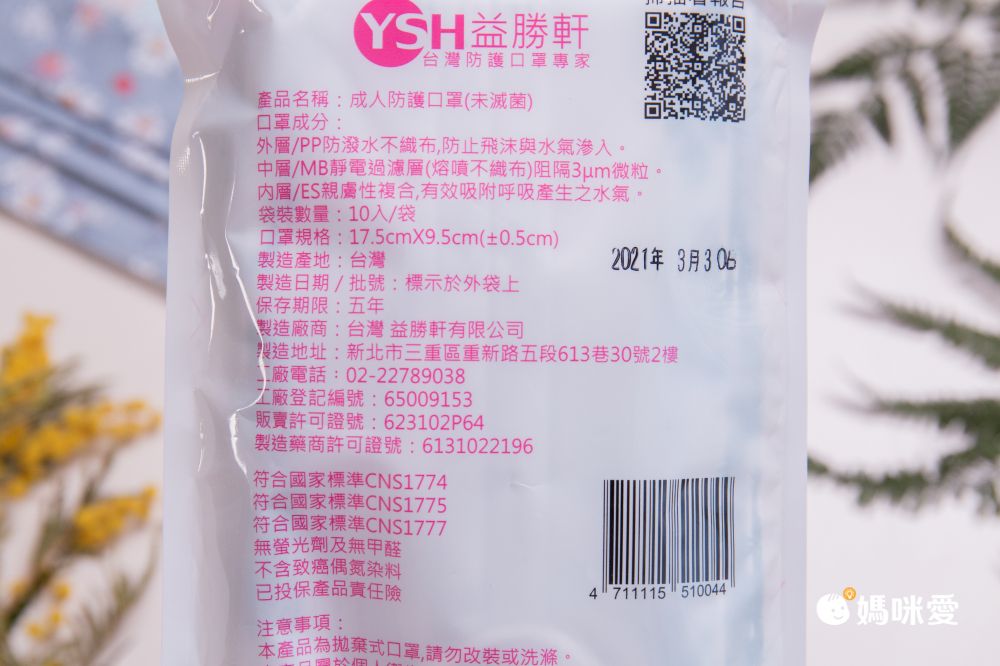 YSH益勝軒
台灣防護口罩專家
產品名稱：成人防護口罩(未滅菌)
口罩成分：
外層/PP防潑水不織布,防止飛沫與水氣滲入。
中層/MB靜電過濾層(熔噴不織布)阻隔3μm微粒。
內層/ES親膚性複合,有效吸附呼吸產生之水氣。
袋裝數量：10入/袋
口罩規格：17.5cmX9.5cm(±0.5cm)
製造產地：台灣
2021年 3月3
製造日期/批號：標示於外袋上
保存期限：五年
製造廠商：台灣 益勝軒有限公司
製造地址：新北市三重區重新路五段613巷30號2樓
工廠電話：02-22789038
工廠登記編號：65009153
販賣許可證號：623102P64
製造藥商許可證號：6131022196
符合國家標準CNS1774
符合國家標準CNS1775
符合國家標準CNS1777
無螢光劑及無甲醛
不含致癌偶氮染料
已投保產品責任險
4 711115 510044
注意事項：
本產品為拋棄式口罩,請勿改裝或洗滌。
媽咪愛